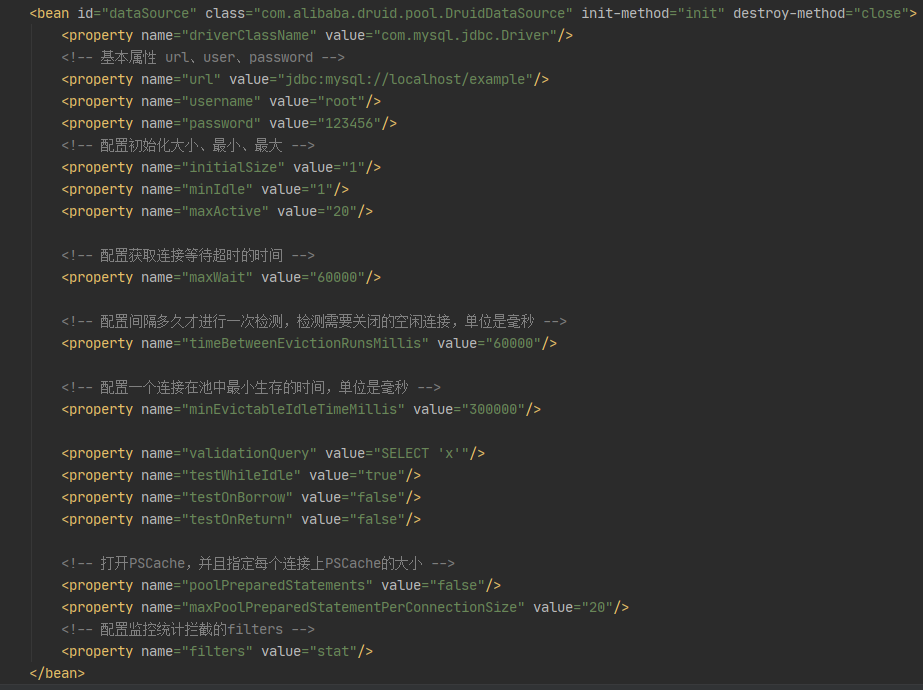 <bean id="dataSource" class="com.alibaba.druid.pool.DruidDataSource" init-method="init" destroy-method="close">
<property name="driverClassName" value="com.mysql.jdbc.Driver"/>
<!-- 基本属性 url、user、password -->
<property name="url" value="jdbc:mysql://localhost/example"/>
<property name="username" value="root"/>
<property name="password" value="123456"/>
<!-- 配置初始化大小、最小、最大 -->
<property name="initialSize" value="1"/>
<property name="minIdle" value="1"/>
<property name="maxActive" value="20"/>
<!-- 配置获取连接等待超时的时间 -->
<property name="maxWait" value="60000"/>
<!-- 配置间隔多久才进行一次检测，检测需要关闭的空闲连接，单位是毫秒 -->
<property name="timeBetweenEvictionRunsMillis" value="60000"/>
<!-- 配置一个连接在池中最小生存的时间，单位是毫秒 -->
<property name="minEvictableIdleTimeMillis" value="300000"/>
<property name="validationQuery" value="SELECT 'x'"/>
<property name="testWhileIdle" value="true"/>
<property name="testOnBorrow" value="false"/>
<property name="testOnReturn" value="false"/>
<!-- 打开PSCache，并且指定每个连接上PSCache的大小 -->
<property name="poolPreparedStatements" value="false"/>
<property name="maxPoolPreparedStatementPerConnectionSize" value="20"/>
<!-- 配置监控统计拦截的filters -->
<property name="filters" value="stat"/>
</bean>